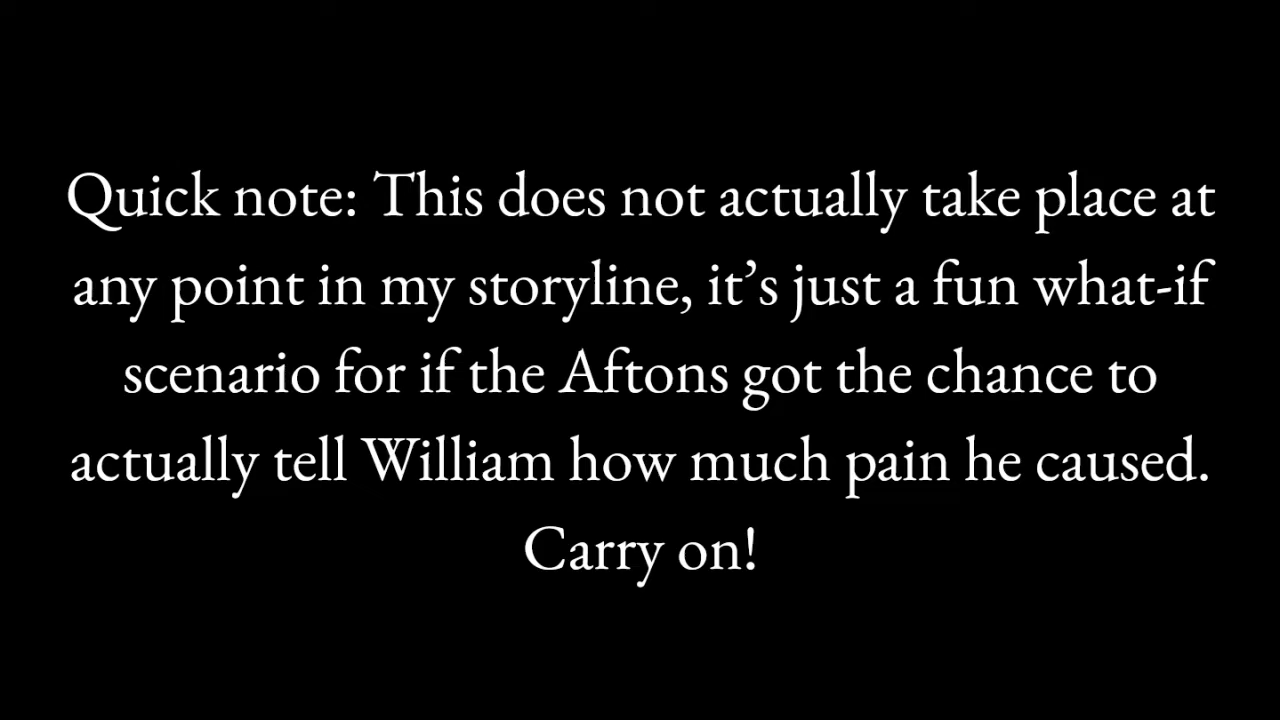 Quick note: This does not actually take place at
any point in my storyline, it’s just a fun what-if
scenario for if the Aftons got the chance to
actually tell William how much pain he caused.
Carry on!